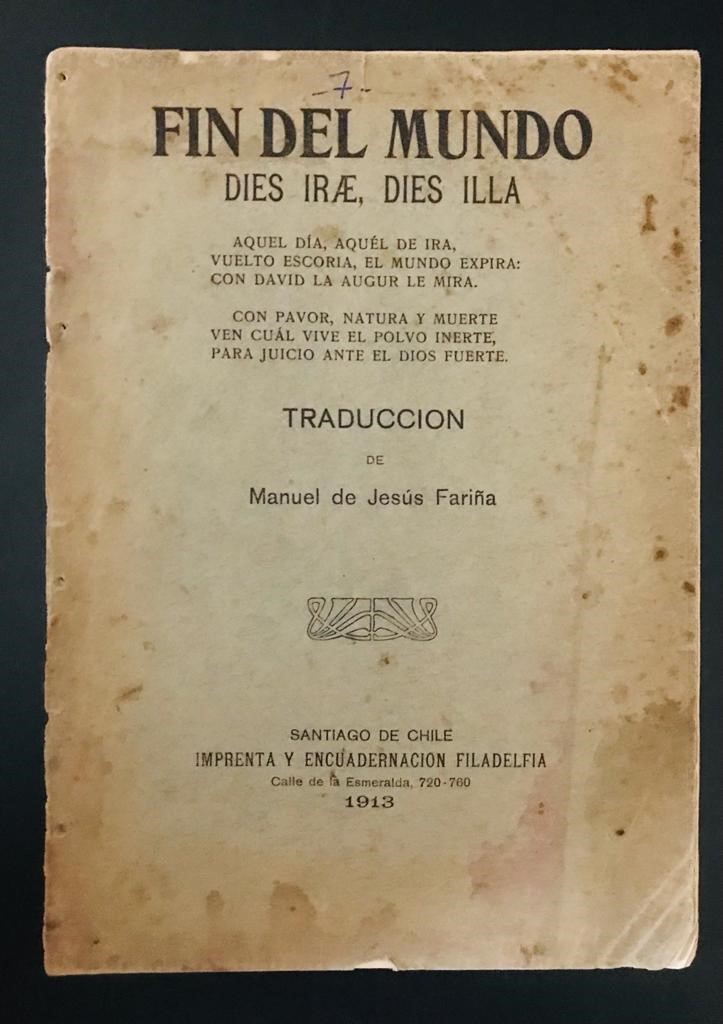 -7-
FIN DEL MUNDO
DIES IRÆ, DIES ILLA
AQUEL DÍA, AQUÉL DE IRA,
VUELTO ESCORIA, EL MUNDO EXPIRA:
CON DAVID LA AUGUR LE MIRA.
CON PAVOR, NATURA Y MUERTE
VEN CUÁL VIVE EL POLVO INERTE,
PARA JUICIO ANTE EL DIOS FUERTE.
TRADUCCION
DE
Manuel de Jesús Fariña
SANTIAGO DE CHILE
IMPRENTA Y ENCUADERNACION FILADELFIA
Calle de la Esmeralda, 720-760
1913